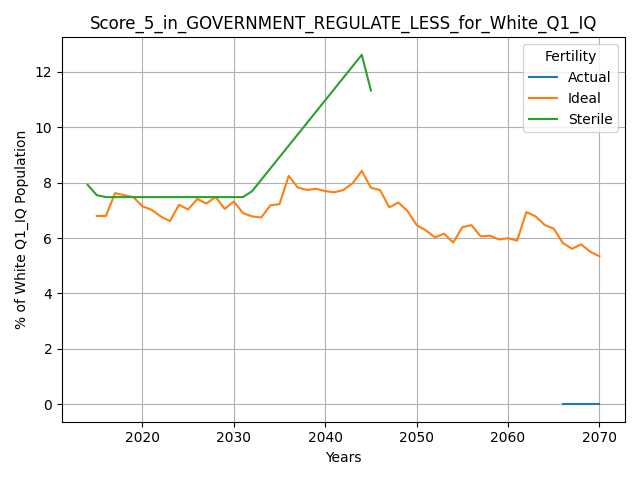 Score_5_in_GOVERNMENT_REGULATE_LESS_for_White_Q1_IQ
Fertility
Actual
Ideal
Sterile
% of White Q1_IQ Population
12
10
8
6
4
2
0
2020 2030 2040 2050 2060 2070
Years